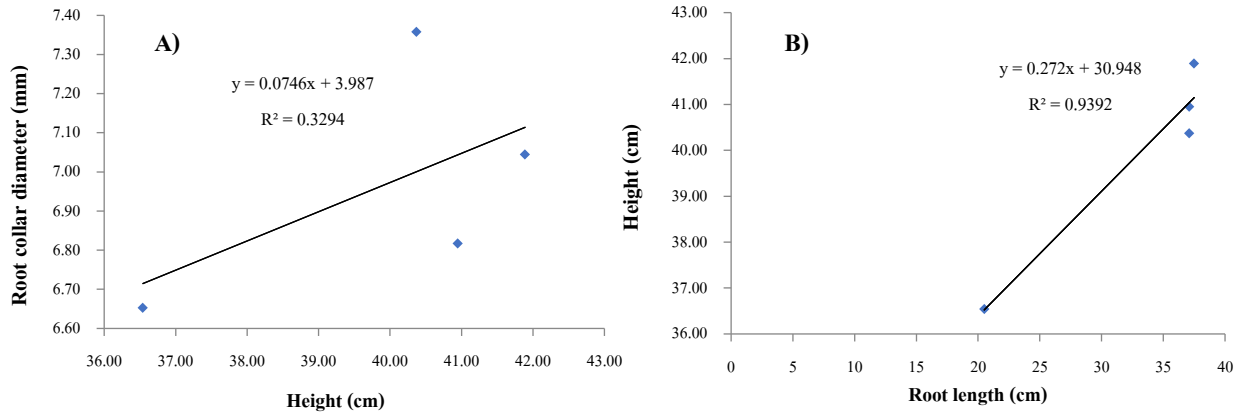 A)
y = 0.0746x + 3.987
R² = 0.3294
Root collar diameter (mm)
7.40
7.30
7.20
7.10
7.00
6.90
6.80
6.70
6.60
36.00 37.00 38.00 39.00 40.00 41.00 42.00 43.00
Height (cm)
B)
y = 0.272x + 30.948
R² = 0.9392
Height (cm)
43.00
42.00
41.00
40.00
39.00
38.00
37.00
36.00
0 5 10 15 20 25 30 35 40
Root length (cm)